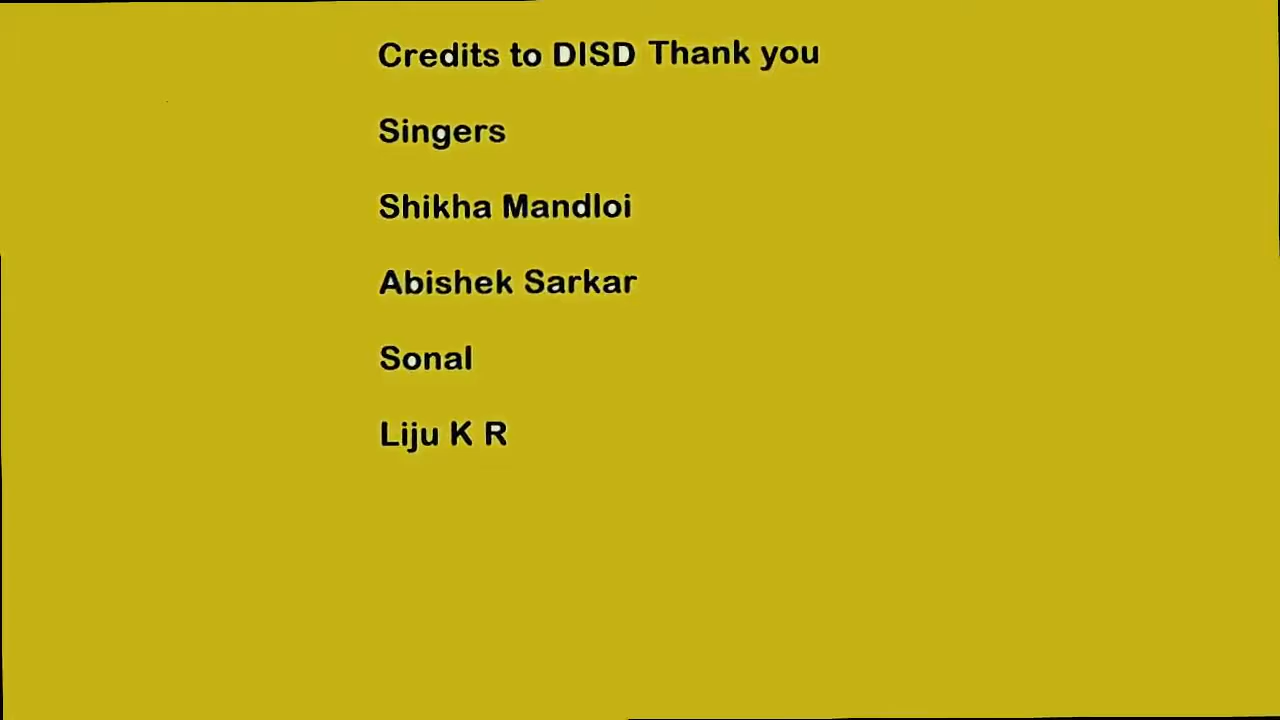 Credits to DISD Thank you
Singers
Shikha Mandloi
Abishek Sarkar
Sonal
Liju K R